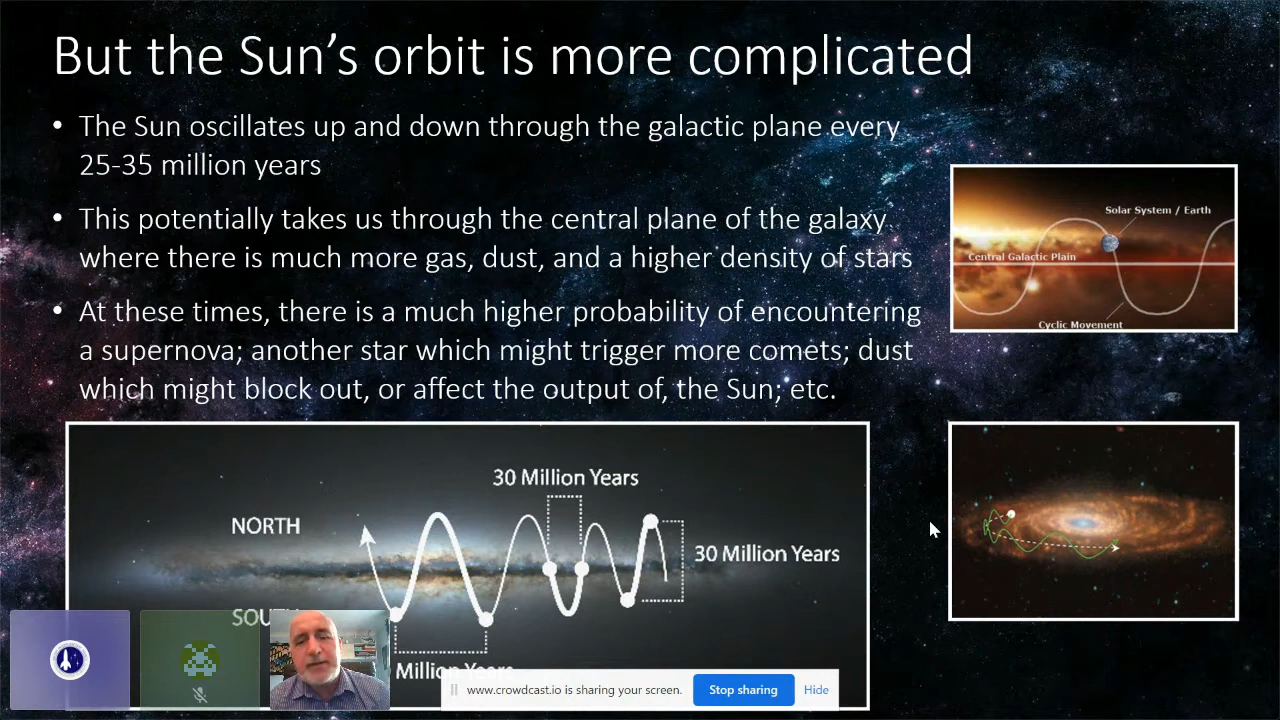 But the Sun’s orbit is more complicated
• The Sun oscillates up and down through the galactic plane every
25-35 million years
• This potentially takes us through the central plane of the galaxy
where there is much more gas, dust, and a higher density of stars
• At these times, there is a much higher probability of encountering
a supernova; another star which might trigger more comets; dust
which might block out, or affect the output of, the Sun; etc.
Solar System / Earth
Central Galactic Plain
Cyclic Movement
30 Million Years
NORTH
30 Million Years
Million Years
www.crowdcast.io is sharing your screen.
Stop sharing
Hide